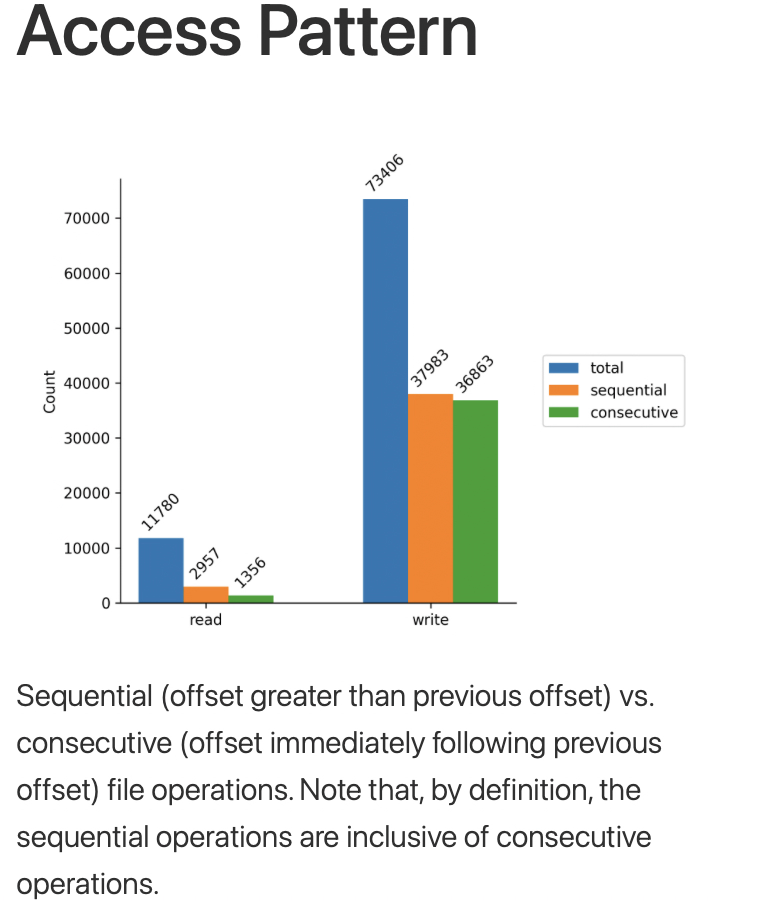 Access Pattern
73406
70000
60000
50000
40000
37983
36863
Count
30000
20000
11780
10000
2957
1356
0
read
write
total
sequential
consecutive
Sequential (offset greater than previous offset) vs.
consecutive (offset immediately following previous
offset) file operations. Note that, by definition, the
sequential operations are inclusive of consecutive
operations.